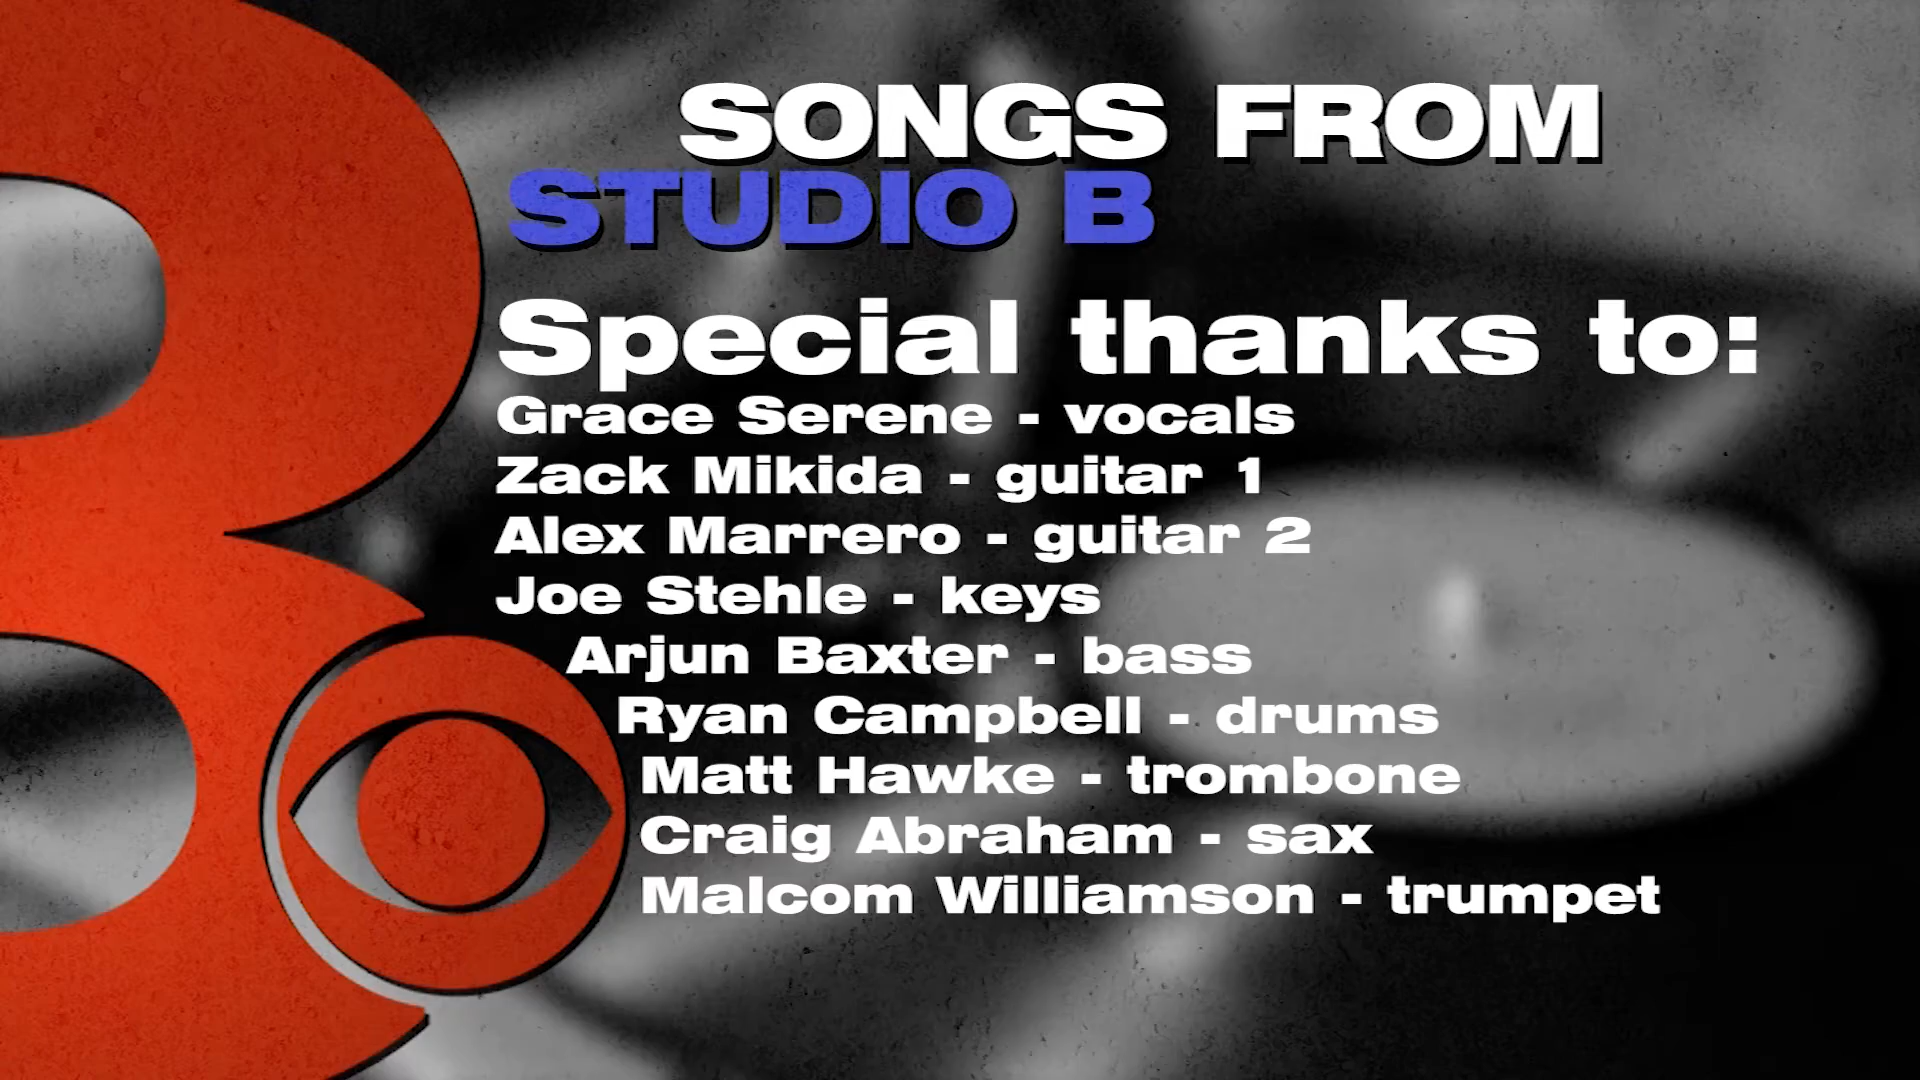 SONGS FROM
STUDIO B
Special thanks to:
Grace Serene - vocals
Zack Mikida - guitar 1
Alex Marrero - guitar 2
Joe Stehle - keys
Arjun Baxter - bass
Ryan Campbell - drums
Matt Hawke - trombone
Craig Abraham - sax
Malcom Williamson - trumpet